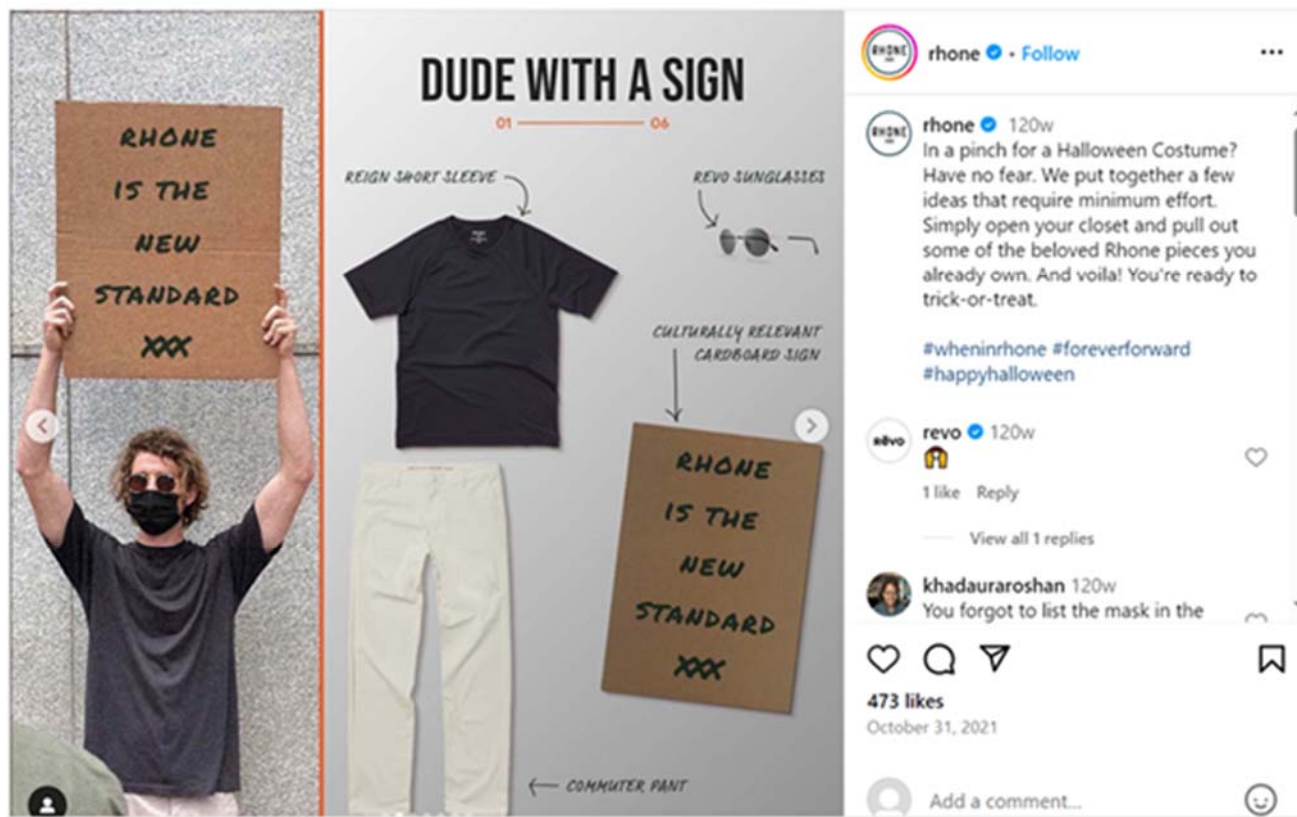 RHONE
IS THE
NEW
STANDARD
XXX
DUDE WITH A SIGN
01 06
REIGN SHORT SLEEVE
REVO SUNGLASSES
CULTURALLY RELEVANT
CARDBOARD SIGN
RHONE
IS THE
NEW
STANDARD
XXX
COMMUTER PANT
RHONE
rhone • Follow
RHONE
rhone 120w
In a pinch for a Halloween Costume?
Have no fear. We put together a few
ideas that require minimum effort.
Simply open your closet and pull out
some of the beloved Rhone pieces you
already own. And voila! You're ready to
trick-or-treat.
#wheninrhone #foreverforward
#happyhalloween
rēvo
revo 120w
1 like Reply
View all 1 replies
khadauraroshan 120w
You forgot to list the mask in the
473 likes
October 31, 2021
Add a comment...